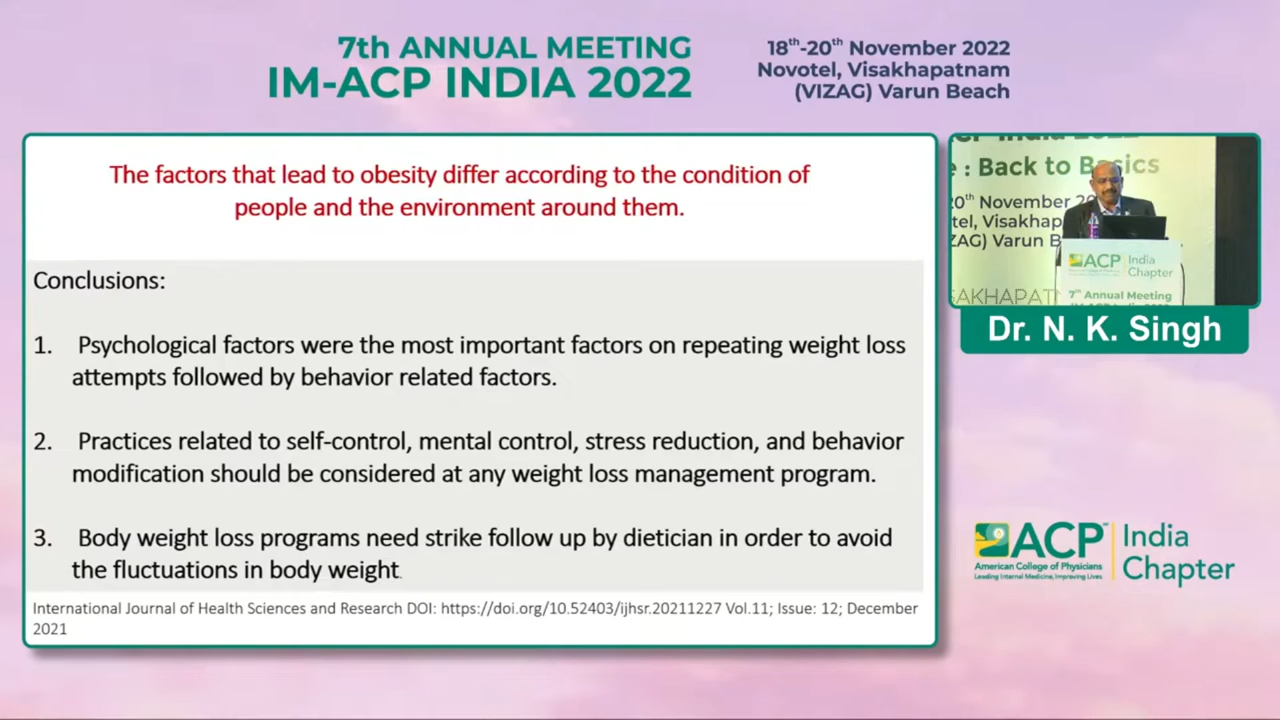 7th ANNUAL MEETING
IM-ACP INDIA 2022
18th-20th November 2022
Novotel, Visakhapatnam
(VIZAG) Varun Beach
The factors that lead to obesity differ according to the condition of
people and the environment around them.
Conclusions:
1. Psychological factors were the most important factors on repeating weight loss
attempts followed by behavior related factors.
2. Practices related to self-control, mental control, stress reduction, and behavior
modification should be considered at any weight loss management program.
3. Body weight loss programs need strike follow up by dietician in order to avoid
the fluctuations in body weight.
International Journal of Health Sciences and Research DOI: https://doi.org/10.52403/ijhsr.20211227 Vol.11; Issue: 12; December
2021
: Back to Basics
November
Varun
ACP India
Chapter
7th Annual Meeting
Dr. N. K. Singh
ACP India
American College of Physicians Chapter
Leading Internal Medicine, Improving Lives